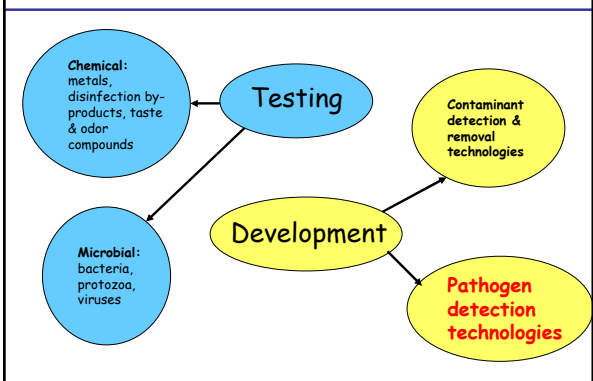 Chemical:
metals,
disinfection by-
products, taste
& odor
compounds
Testing
Contaminant
detection &
removal
technologies
Development
Microbial:
bacteria,
protozoa,
viruses
Pathogen
detection
technologies